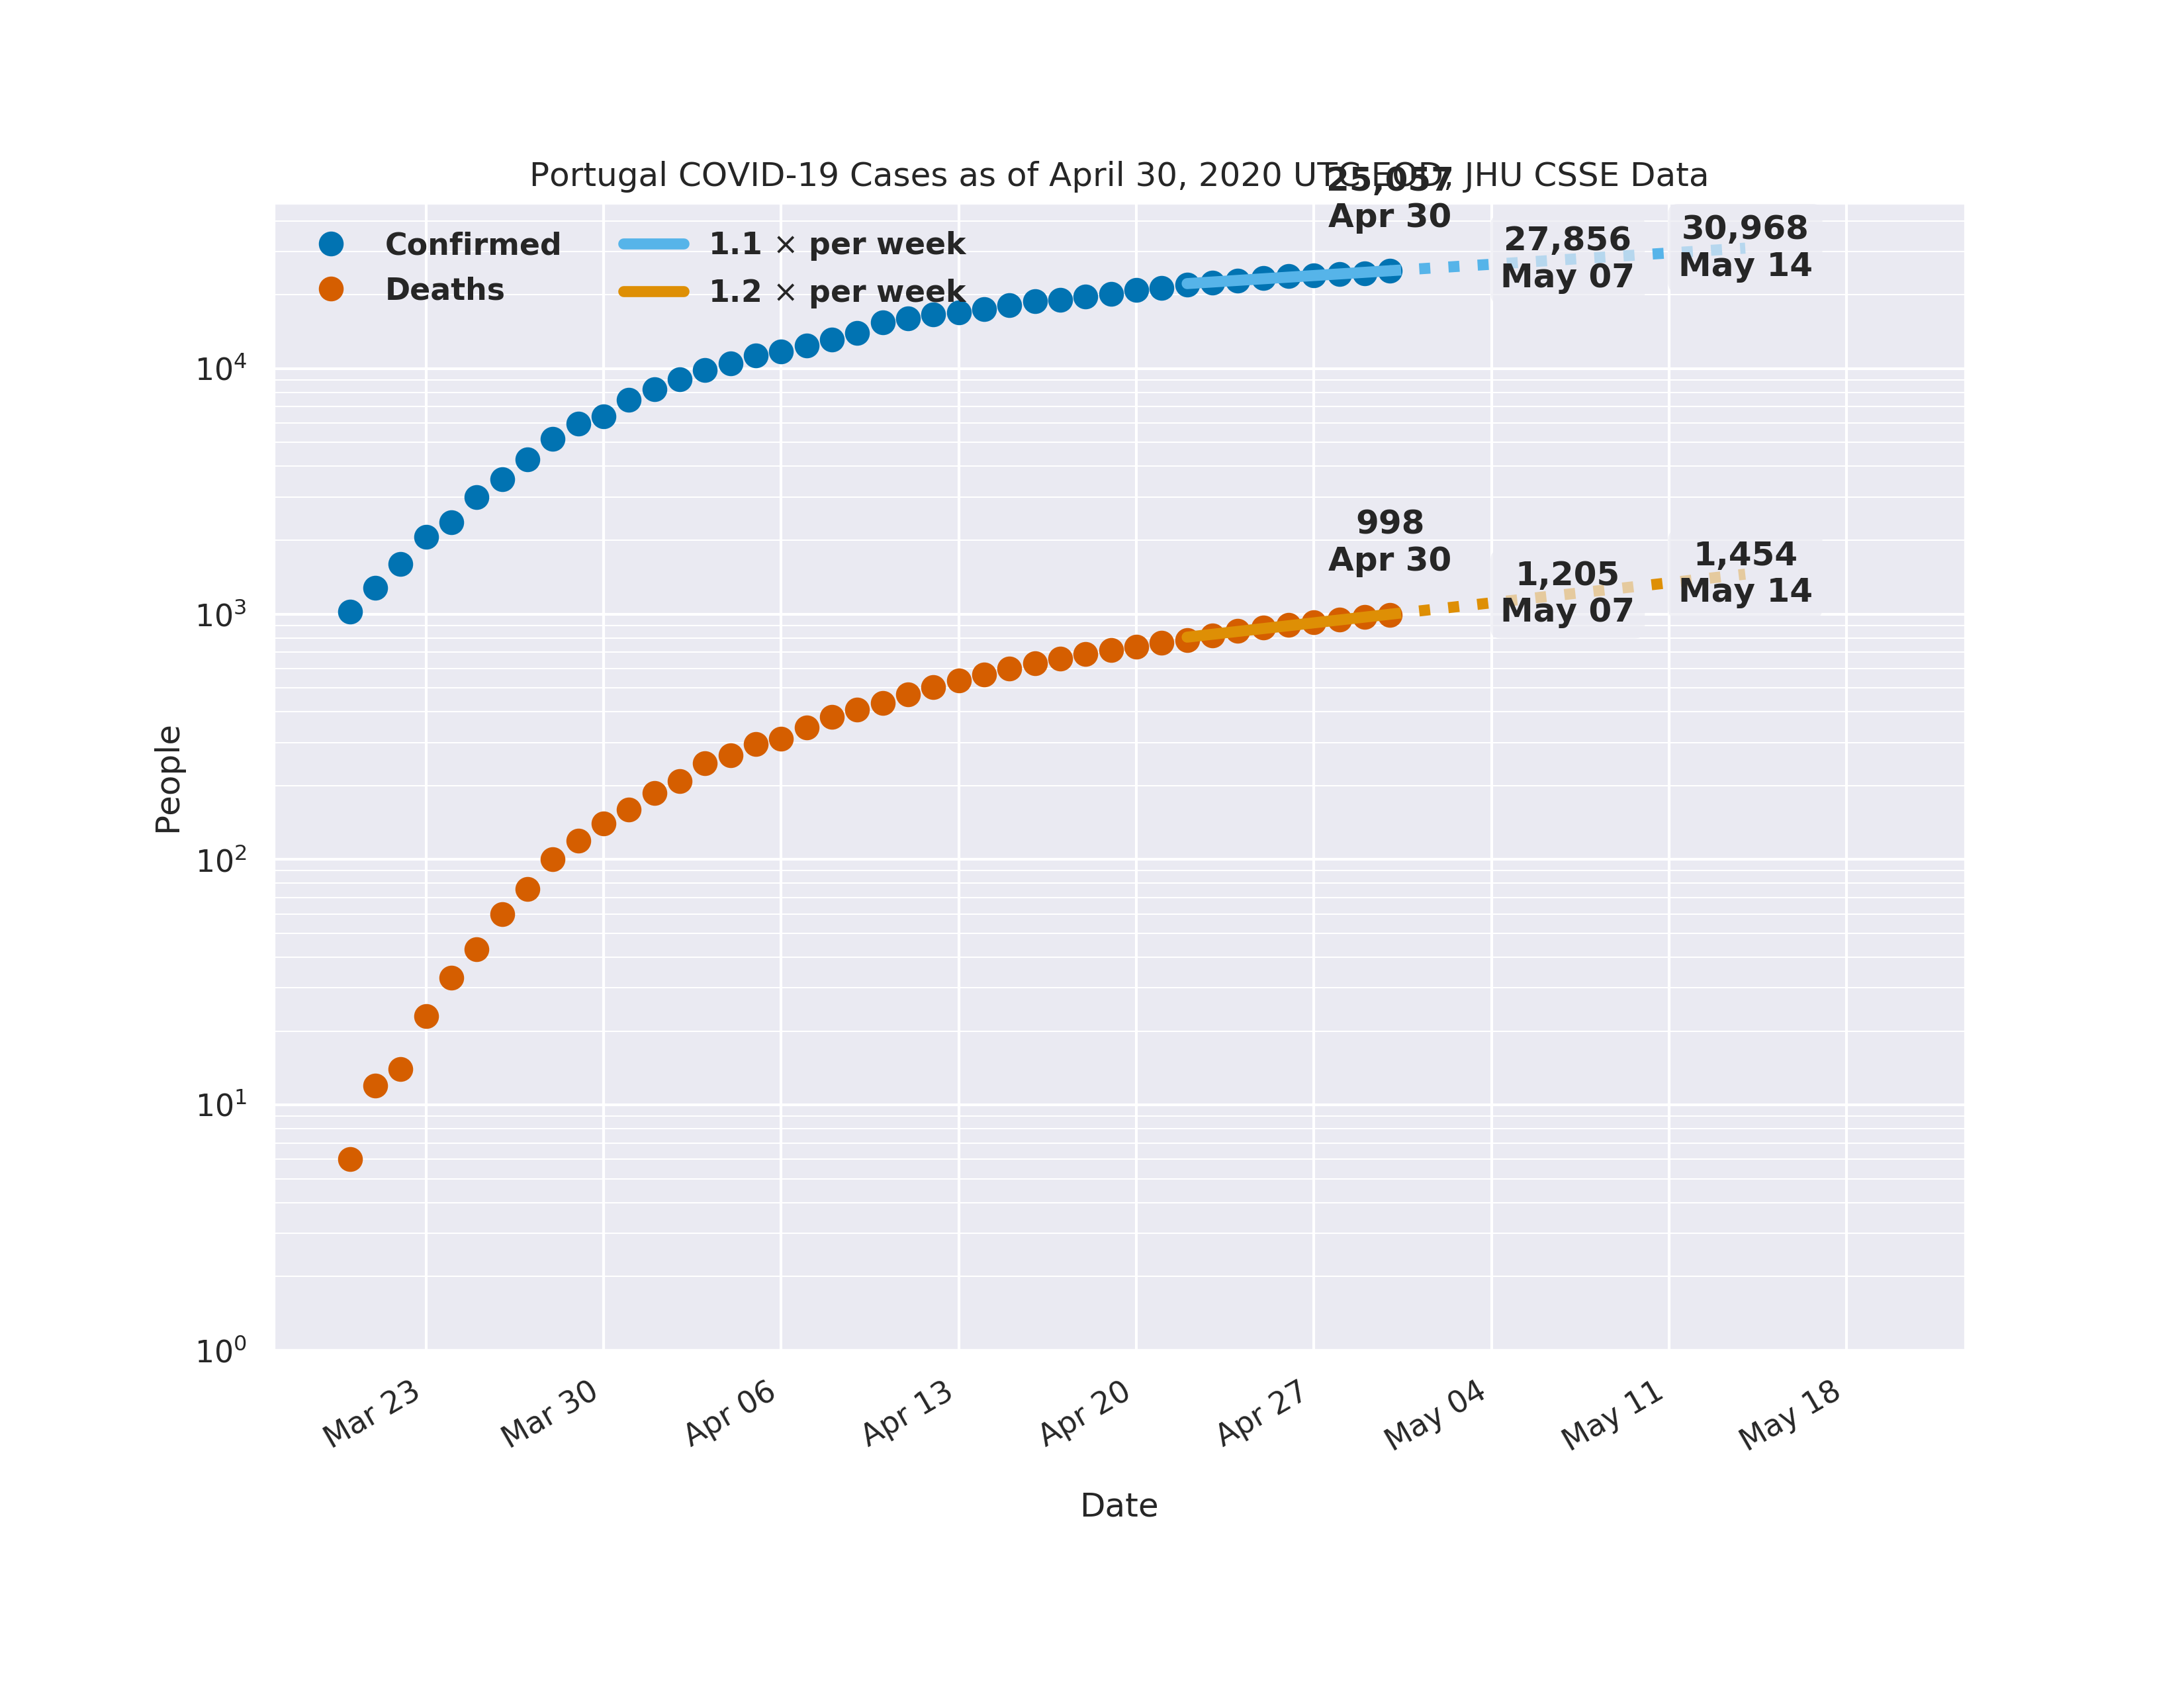 Portugal COVID-19 Cases as of April 30, 2020 UTC EOD, JHU CSSE Data
25,057
Apr 30
27,856
May 07
30,968
May 14
Confirmed
Deaths
1.1 × per week
1.2 × per week
998
Apr 30
1,205
May 07
1,454
May 14
People
10⁴
10³
10²
10¹
10⁰
Mar 23
Mar 30
Apr 06
Apr 13
Apr 20
Apr 27
May 04
May 11
May 18
Date